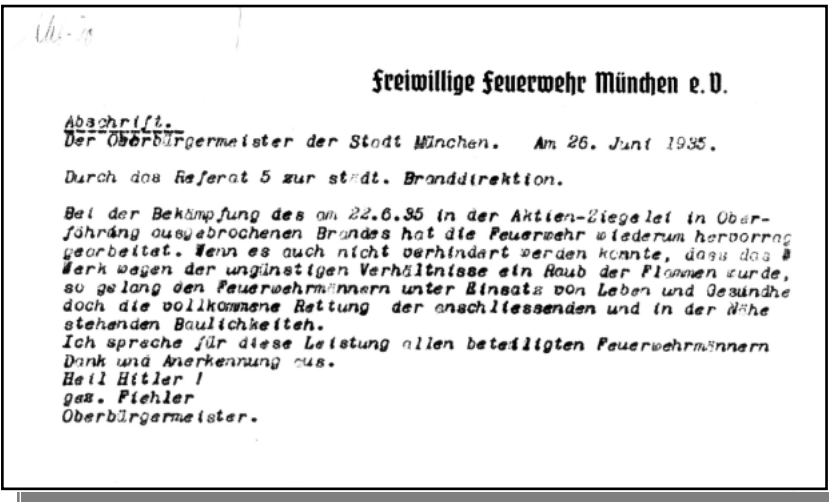 Freiwillige Feuerwehr München e.V.
Abschrift.
Der Oberbürgermeister der Stadt München. Am 26. Juni 1935.
Durch das Referat 5 zur städt. Branddirektion.
Bei der Bekämpfung des am 22.6.35 in der Aktien-Ziegelei in Ober-
föhring ausgebrochenen Brandes hat die Feuerwehr wiederum hervorrag
gearbeitet. Wenn es auch nicht verhindert werden konnte, dass das
Werk wegen der ungünstigen Verhältnisse ein Raub der Flammen wurde,
so gelang den Feuerwehrmännern unter Einsatz von Leben und Gesundhe
doch die vollkommene Rettung der anschliessenden und in der Nähe
stehenden Baulichkeiten.
Ich spreche für diese Leistung allen beteiligten Feuerwehrmännern
Dank und Anerkennung aus.
Heil Hitler !
gez. Fiehler
Oberbürgermeister.